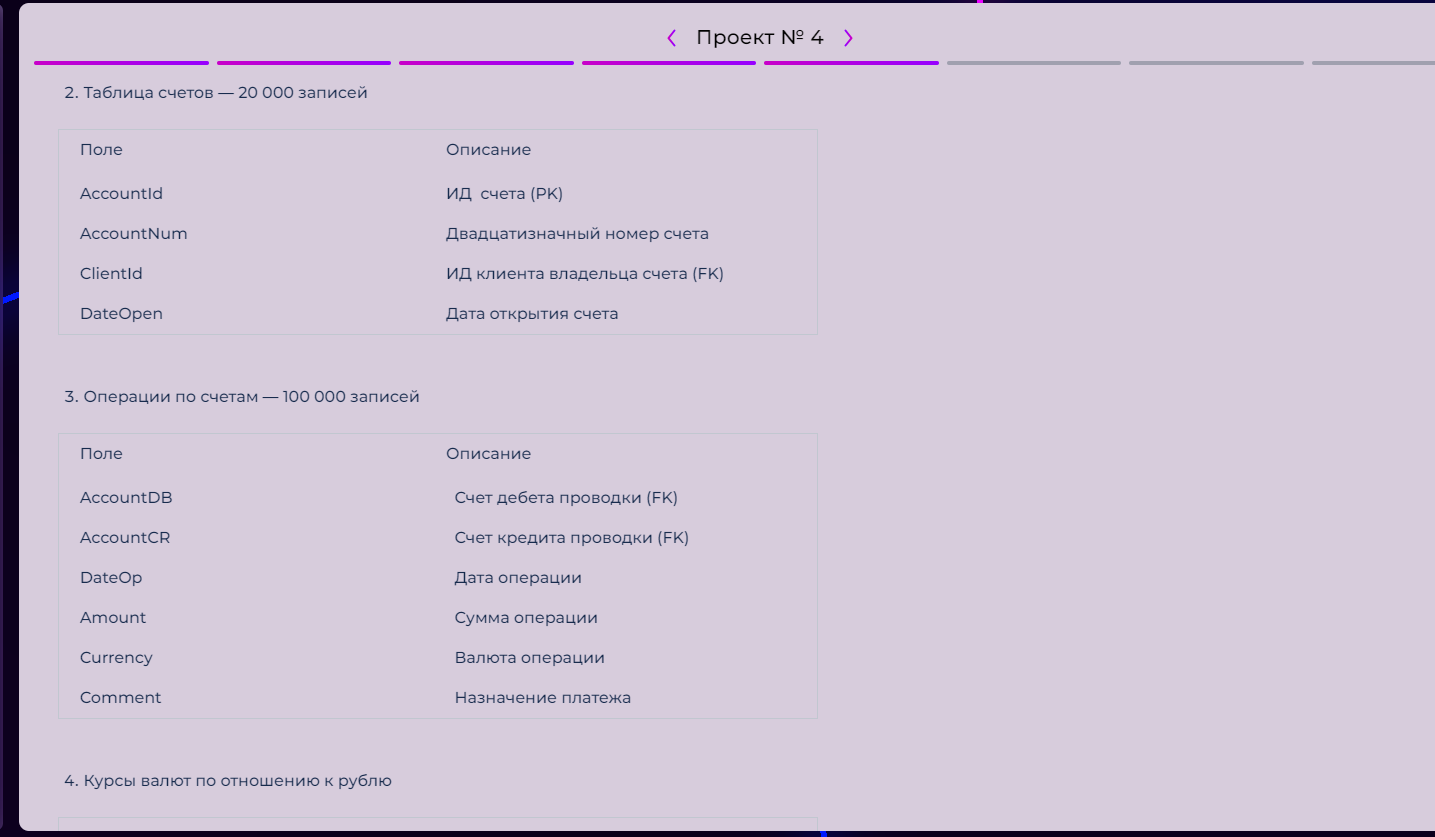 Проект № 4
2. Таблица счетов — 20 000 записей
Поле Описание
AccountId ИД счета (PK)
AccountNum Двадцатизначный номер счета
ClientId ИД клиента владельца счета (FK)
DateOpen Дата открытия счета
3. Операции по счетам — 100 000 записей
Поле Описание
AccountDB Счет дебета проводки (FK)
AccountCR Счет кредита проводки (FK)
DateOp Дата операции
Amount Сумма операции
Currency Валюта операции
Comment Назначение платежа
4. Курсы валют по отношению к рублю